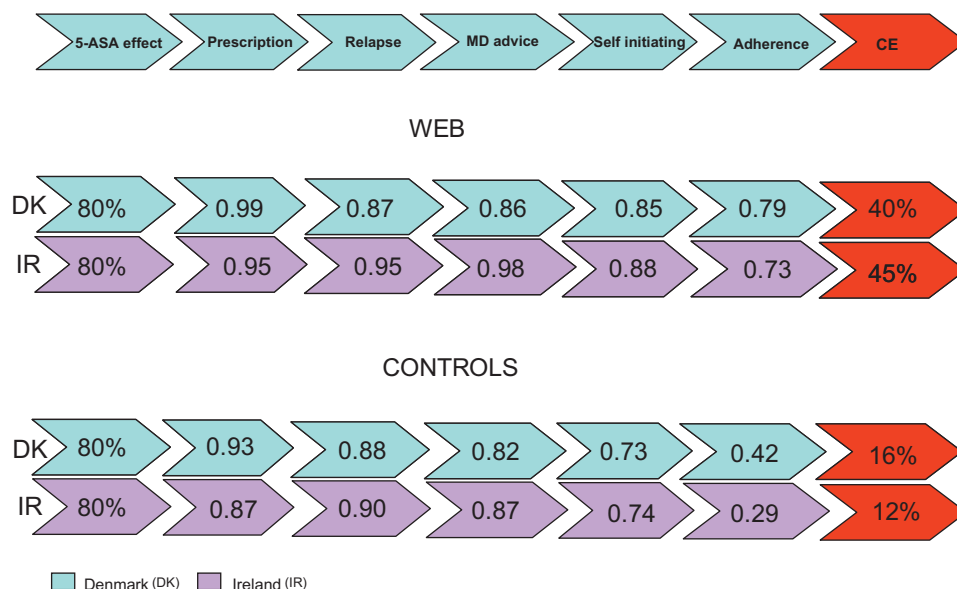 5-ASA effect Prescription Relapse MD advice Self initiating Adherence CE
WEB
DK 80% 0.99 0.87 0.86 0.85 0.79 40%
IR 80% 0.95 0.95 0.98 0.88 0.73 45%
CONTROLS
DK 80% 0.93 0.88 0.82 0.73 0.42 16%
IR 80% 0.87 0.90 0.87 0.74 0.29 12%
Denmark (DK) Ireland (IR)